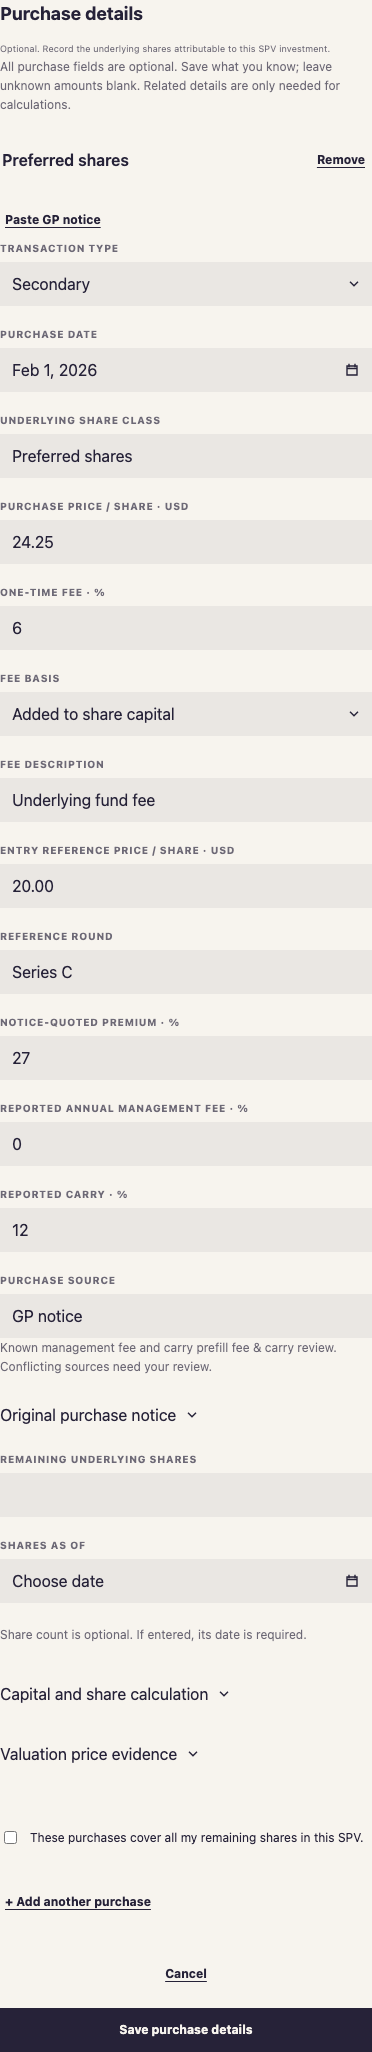 Purchase details
Optional. Record the underlying shares attributable to this SPV investment.
All purchase fields are optional. Save what you know; leave
unknown amounts blank. Related details are only needed for
calculations.
Preferred shares
Remove
Paste GP notice
TRANSACTION TYPE
Secondary
PURCHASE DATE
Feb 1, 2026
UNDERLYING SHARE CLASS
Preferred shares
PURCHASE PRICE / SHARE · USD
24.25
ONE-TIME FEE · %
6
FEE BASIS
Added to share capital
FEE DESCRIPTION
Underlying fund fee
ENTRY REFERENCE PRICE / SHARE · USD
20.00
REFERENCE ROUND
Series C
NOTICE-QUOTED PREMIUM · %
27
REPORTED ANNUAL MANAGEMENT FEE · %
0
REPORTED CARRY · %
12
PURCHASE SOURCE
GP notice
Known management fee and carry prefill fee & carry review.
Conflicting sources need your review.
Original purchase notice
REMAINING UNDERLYING SHARES
SHARES AS OF
Choose date
Share count is optional. If entered, its date is required.
Capital and share calculation
Valuation price evidence
These purchases cover all my remaining shares in this SPV.
+ Add another purchase
Cancel
Save purchase details